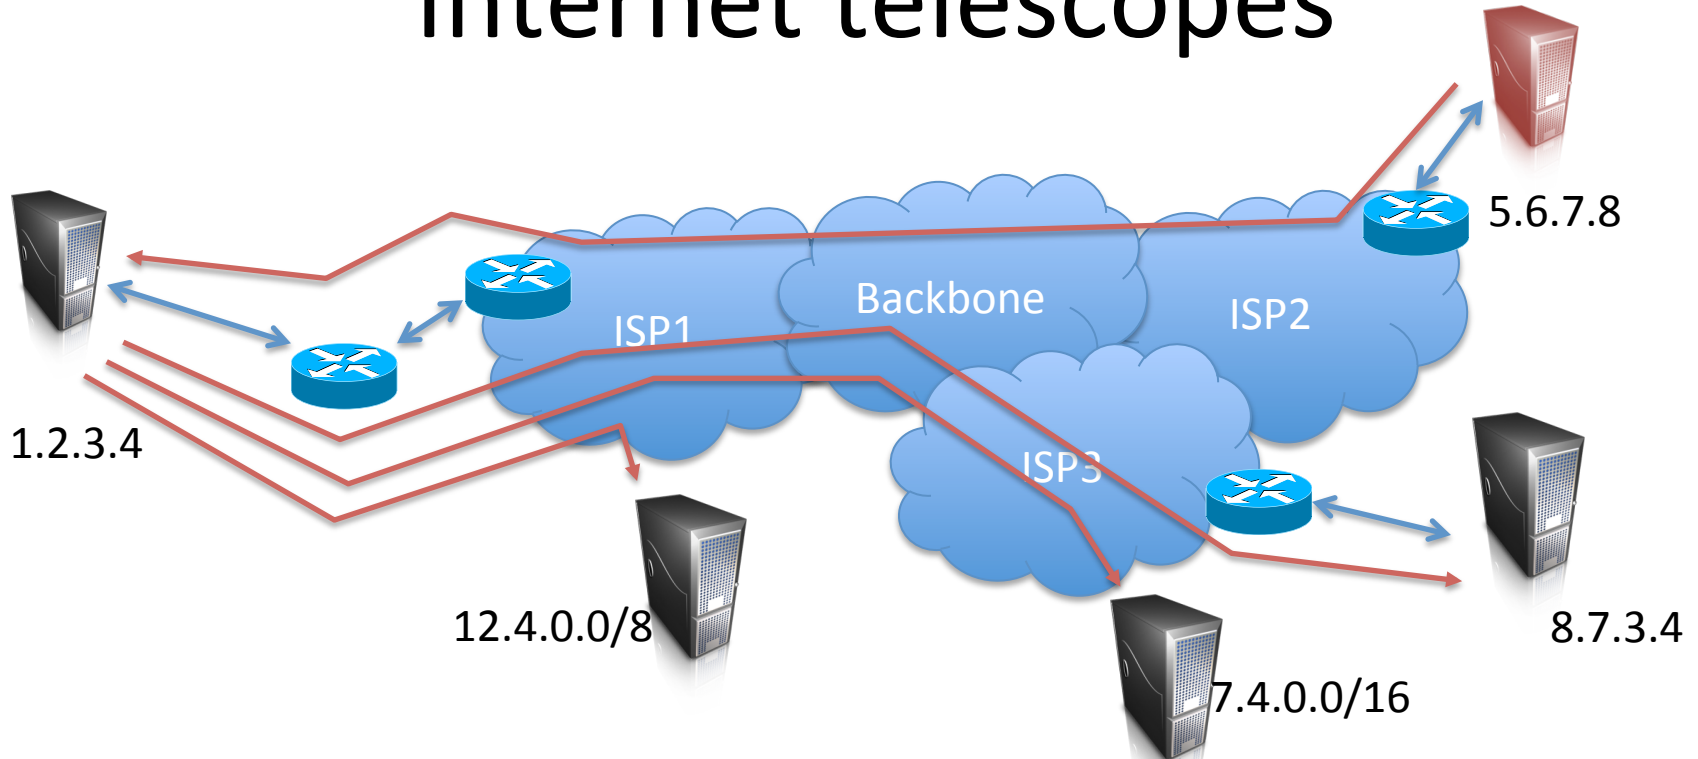 Internet telescopes
5.6.7.8
Backbone
ISP2
ISP1
1.2.3.4
ISP3
12.4.0.0/8
8.7.3.4
7.4.0.0/16